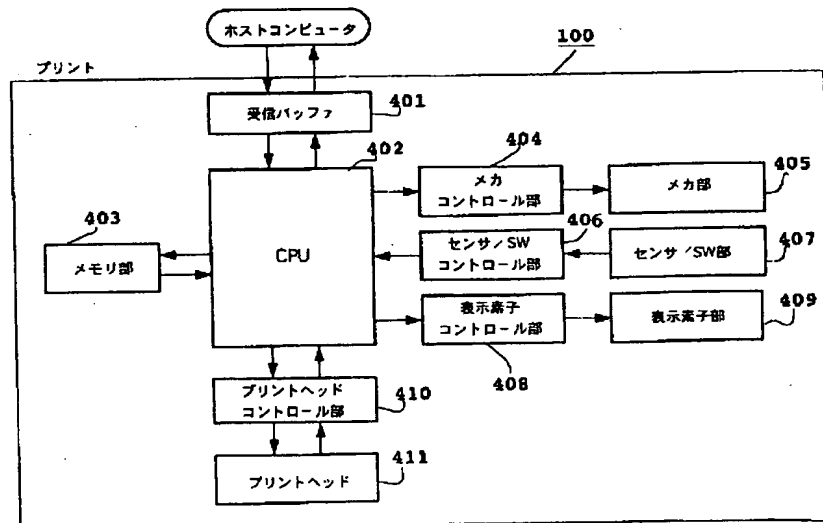 ホストコンピュータ
100
プリント
401
受信バッファ
402
404
メカ
コントロール部
メカ部
405
403
メモリ部
CPU
406
センサ/SW
コントロール部
センサ/SW部
407
表示素子
コントロール部
表示素子部
409
408
プリントヘッド
コントロール部
410
プリントヘッド
411